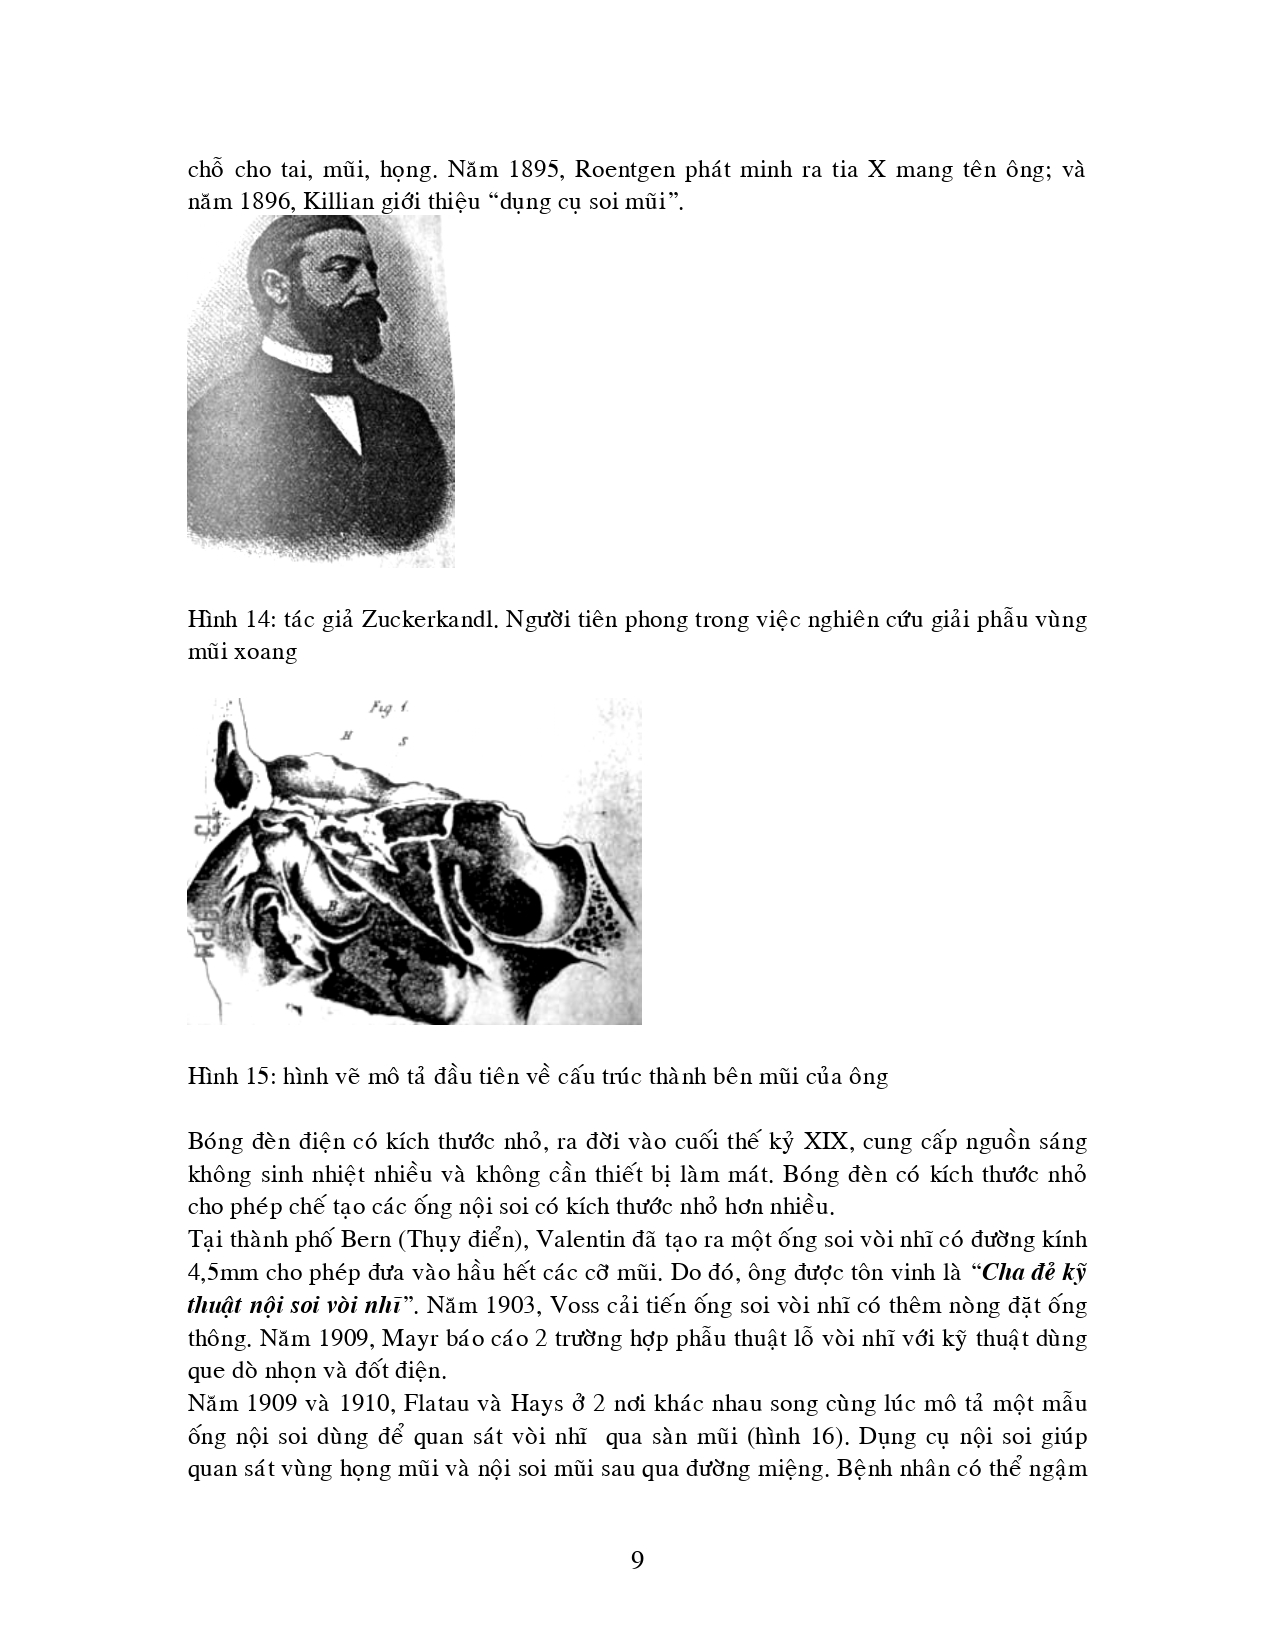 chỗ cho tai, mũi, họng. Năm 1895, Roentgen phát minh ra tia X mang tên ông; và
năm 1896, Killian giới thiệu “dụng cụ soi mũi”.
Hình 14: tác giả Zuckerkandl. Người tiên phong trong việc nghiên cứu giải phẫu vùng
mũi xoang
Fig 1.
H S
13
B
P
9PM
Hình 15: hình vẽ mô tả đầu tiên về cấu trúc thành bên mũi của ông
Bóng đèn điện có kích thước nhỏ, ra đời vào cuối thế kỷ XIX, cung cấp nguồn sáng
không sinh nhiệt nhiều và không cần thiết bị làm mát. Bóng đèn có kích thước nhỏ
cho phép chế tạo các ống nội soi có kích thước nhỏ hơn nhiều.
Tại thành phố Bern (Thụy điển), Valentin đã tạo ra một ống soi vòi nhĩ có đường kính
4,5mm cho phép đưa vào hầu hết các cỡ mũi. Do đó, ông được tôn vinh là “Cha đẻ kỹ
thuật nội soi vòi nhĩ”. Năm 1903, Voss cải tiến ống soi vòi nhĩ có thêm nòng đặt ống
thông. Năm 1909, Mayr báo cáo 2 trường hợp phẫu thuật lỗ vòi nhĩ với kỹ thuật dùng
que dò nhọn và đốt điện.
Năm 1909 và 1910, Flatau và Hays ở 2 nơi khác nhau song cùng lúc mô tả một mẫu
ống nội soi dùng để quan sát vòi nhĩ qua sàn mũi (hình 16). Dụng cụ nội soi giúp
quan sát vùng họng mũi và nội soi mũi sau qua đường miệng. Bệnh nhân có thể ngậm
9